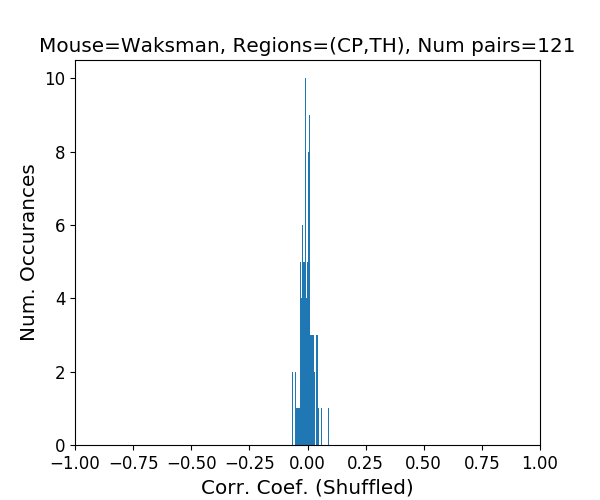 Mouse=Waksman, Regions=(CP,TH), Num pairs=121
10
8
6
4
2
0
Num. Occurances
−1.00 −0.75 −0.50 −0.25 0.00 0.25 0.50 0.75 1.00
Corr. Coef. (Shuffled)